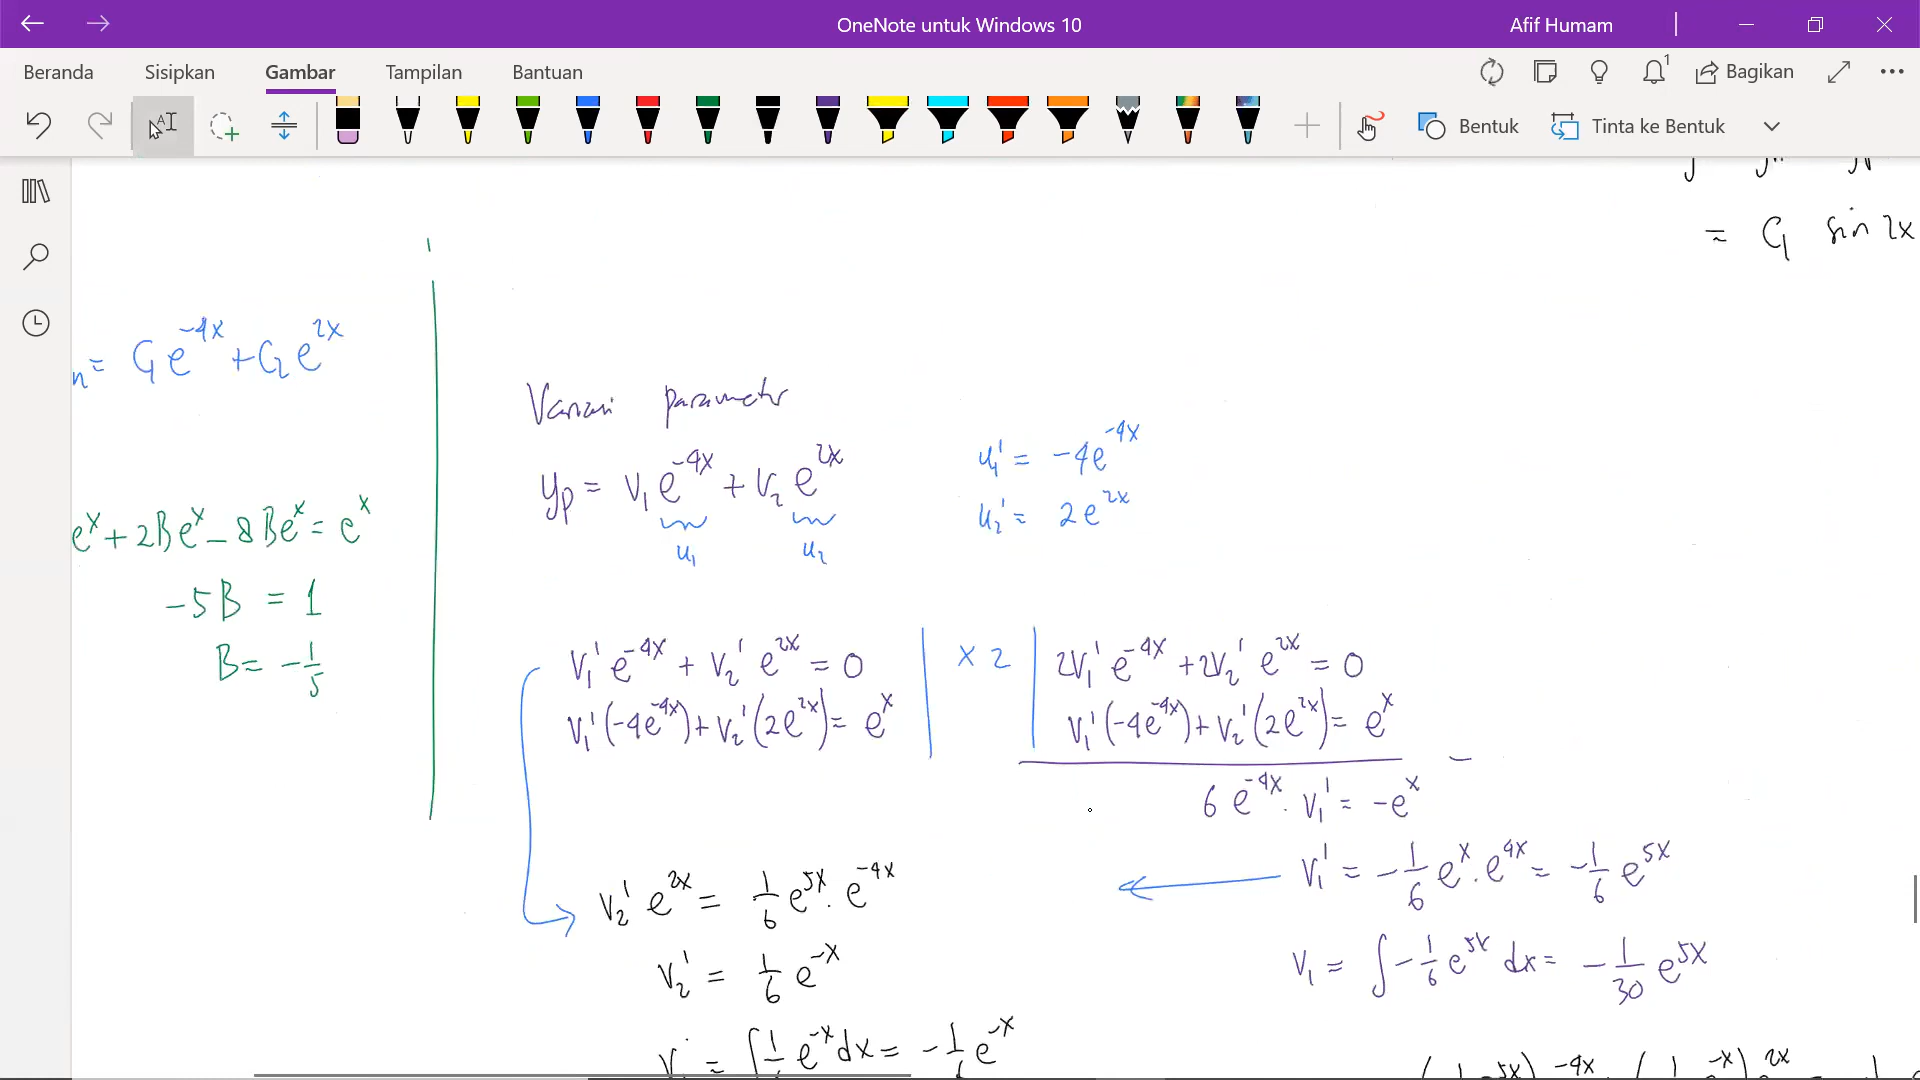 OneNote untuk Windows 10
Afif Humam
Beranda Sisipkan Gambar Tampilan Bantuan
1
Bagikan
Bentuk Tinta ke Bentuk
= C₁ sin 2x
= C₁e^{-4x} + C₂e^{2x}
Variasi parameter
y_p = V₁e^{-4x} + V₂e^{2x}
u₁ u₂
u₁' = -4e^{-4x}
u₂' = 2e^{2x}
e^x + 2Be^x - 8Be^x = e^x
-5B = 1
B = -1/5
V₁'e^{-4x} + V₂'e^{2x} = 0
V₁'(-4e^{-4x}) + V₂'(2e^{2x}) = e^x
x 2
2V₁'e^{-4x} + 2V₂'e^{2x} = 0
V₁'(-4e^{-4x}) + V₂'(2e^{2x}) = e^x
-
6e^{-4x} . V₁' = -e^x
V₁' = -1/6 e^x . e^{4x} = -1/6 e^{5x}
V₁ = ∫ -1/6 e^{5x} dx = -1/30 e^{5x}
V₂'e^{2x} = 1/6 e^{5x} . e^{-4x}
V₂' = 1/6 e^{-x}